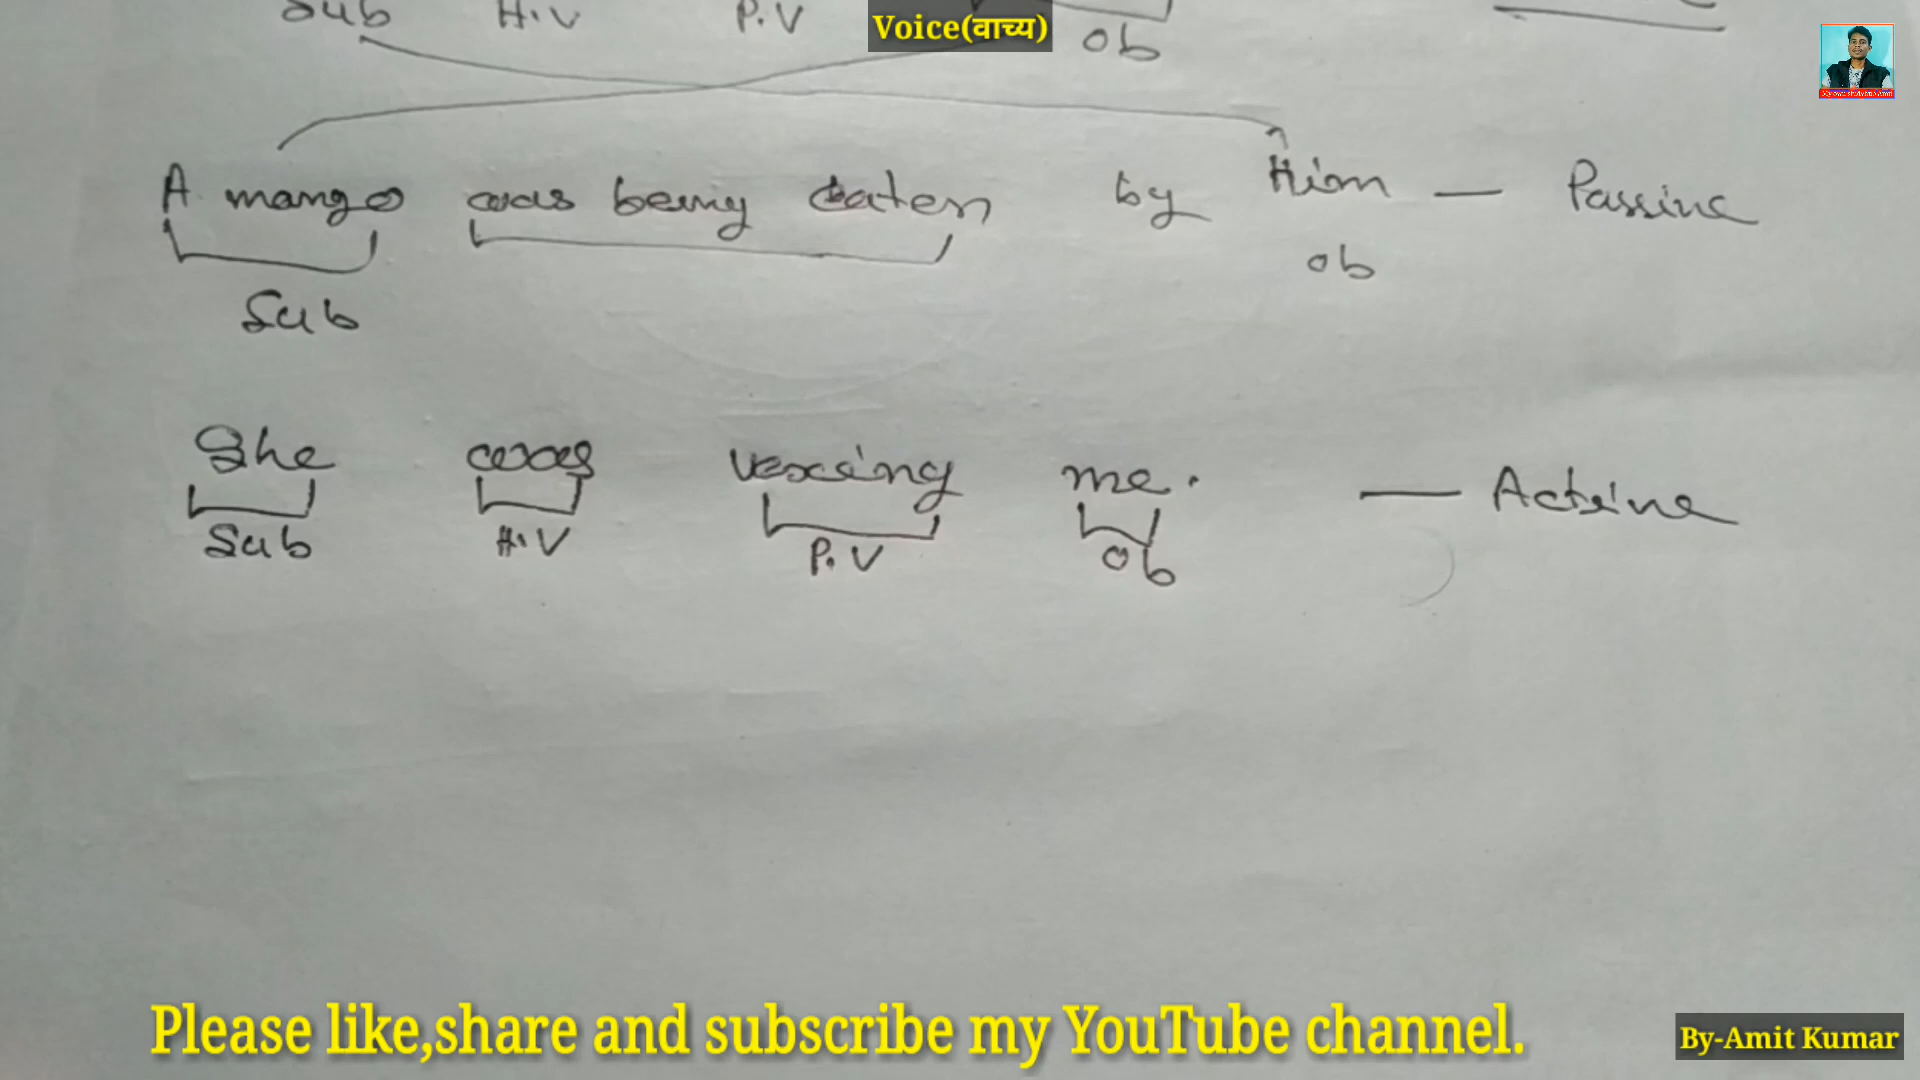 Sub H.V P.V Voice(वाच्य) ob
A mango was being eaten by Him — Passive
Sub ob
She was vexing me. — Active
Sub H.V P.V ob
Please like,share and subscribe my YouTube channel.
By-Amit Kumar